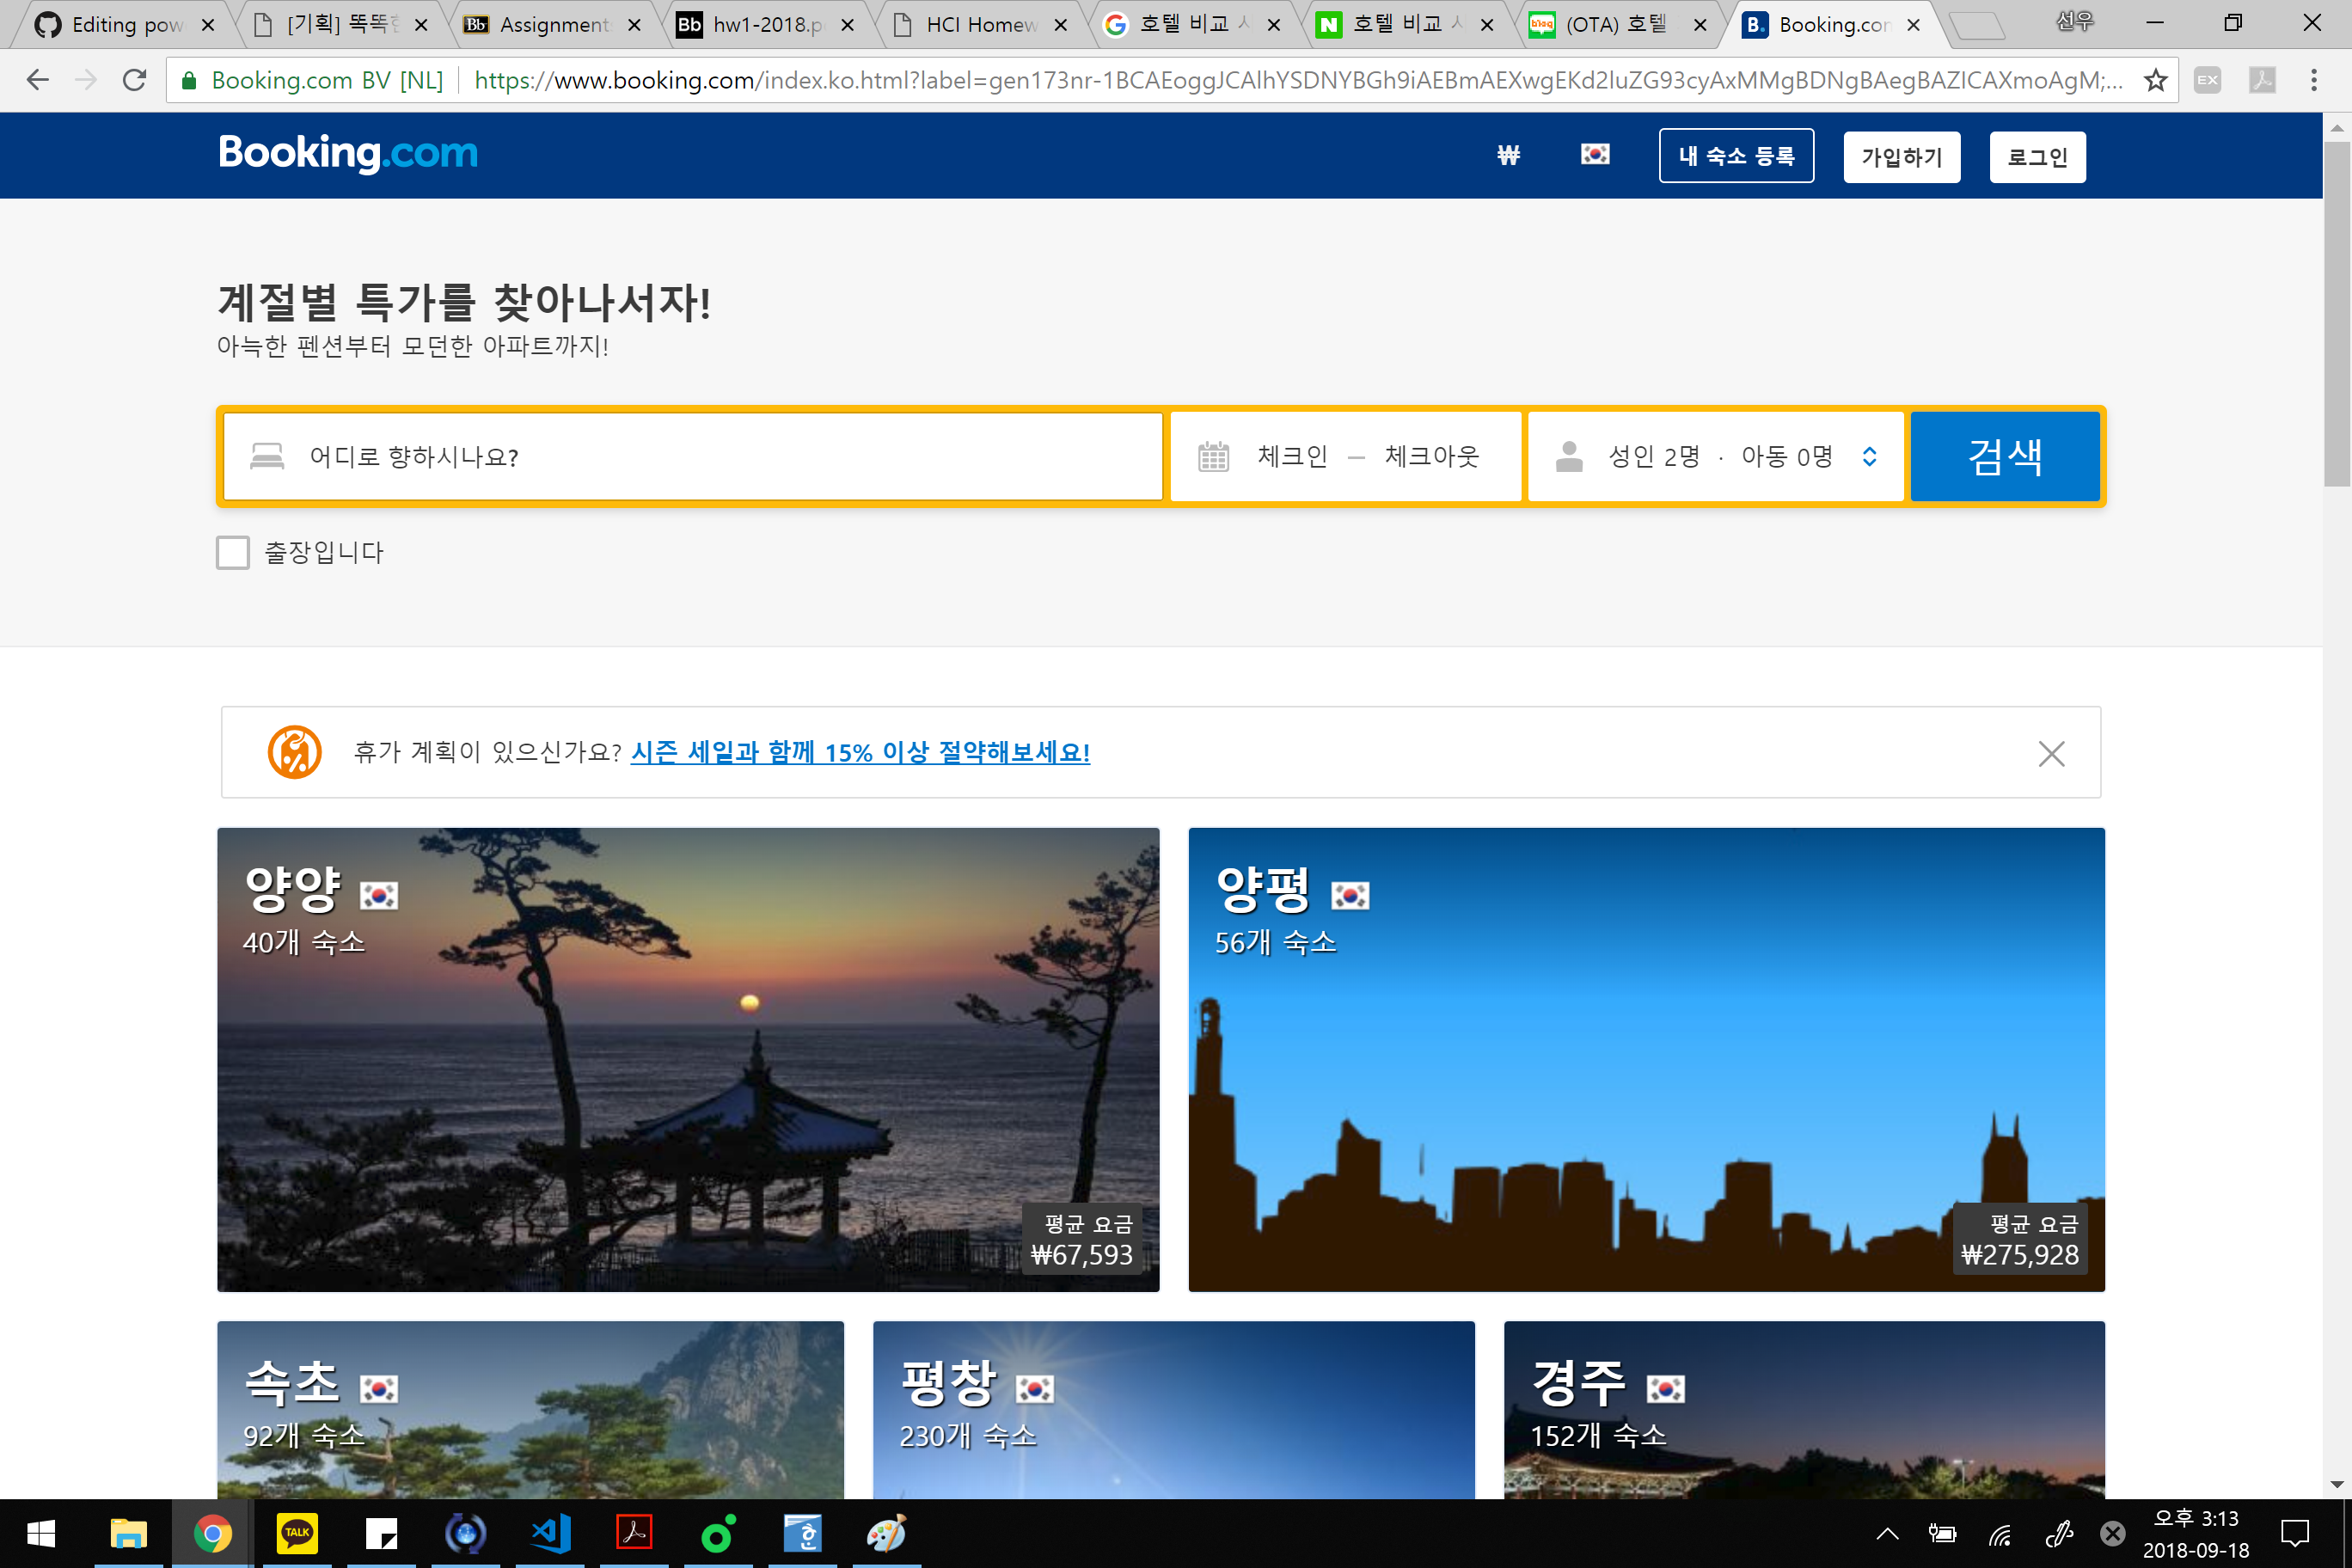 Editing pow
[기획] 똑똑한
Assignment
hw1-2018.p
HCI Homew
호텔 비교 ㅅ
호텔 비교 ㅅ
(OTA) 호텔
Booking.con
선우
Booking.com BV [NL]
https://www.booking.com/index.ko.html?label=gen173nr-1BCAEoggJCAlhYSDNYBGh9iAEBmAEXwgEKd2luZG93cyAxMMgBDNgBAegBAZICAXmoAgM;...
EX
Booking.com
₩
내 숙소 등록
가입하기
로그인
계절별 특가를 찾아나서자!
아늑한 펜션부터 모던한 아파트까지!
어디로 향하시나요?
체크인 — 체크아웃
성인 2명 · 아동 0명
검색
출장입니다
휴가 계획이 있으신가요? 시즌 세일과 함께 15% 이상 절약해보세요!
양양
40개 숙소
평균 요금
₩67,593
양평
56개 숙소
평균 요금
₩275,928
속초
92개 숙소
평창
230개 숙소
경주
152개 숙소
TALK
오후 3:13
2018-09-18